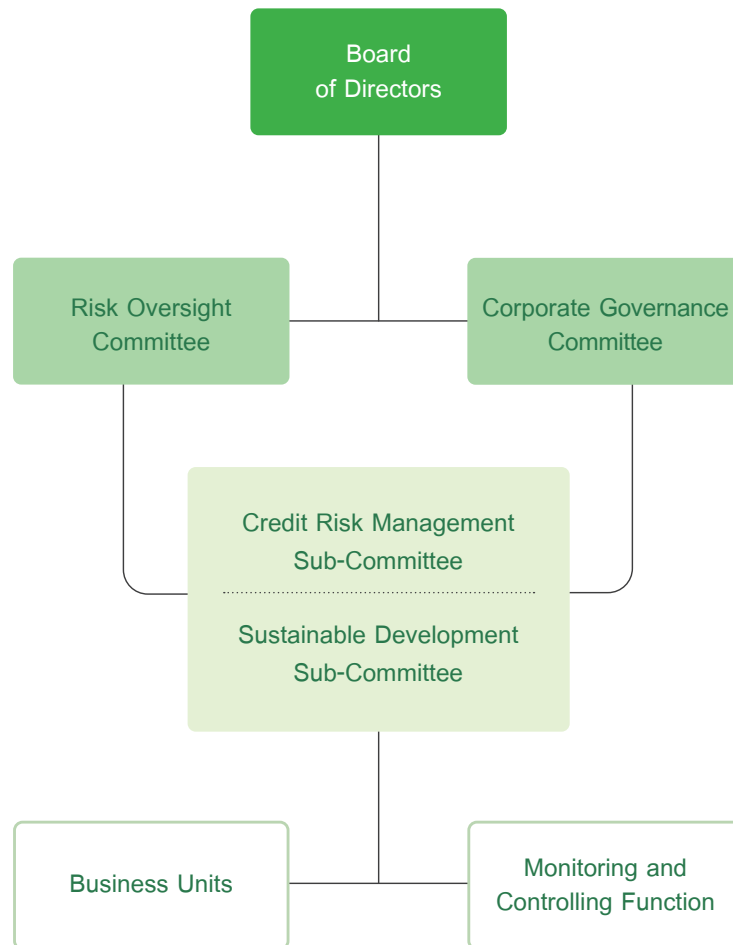 Board
of Directors
Risk Oversight
Committee
Corporate Governance
Committee
Credit Risk Management
Sub-Committee
Sustainable Development
Sub-Committee
Business Units
Monitoring and
Controlling Function